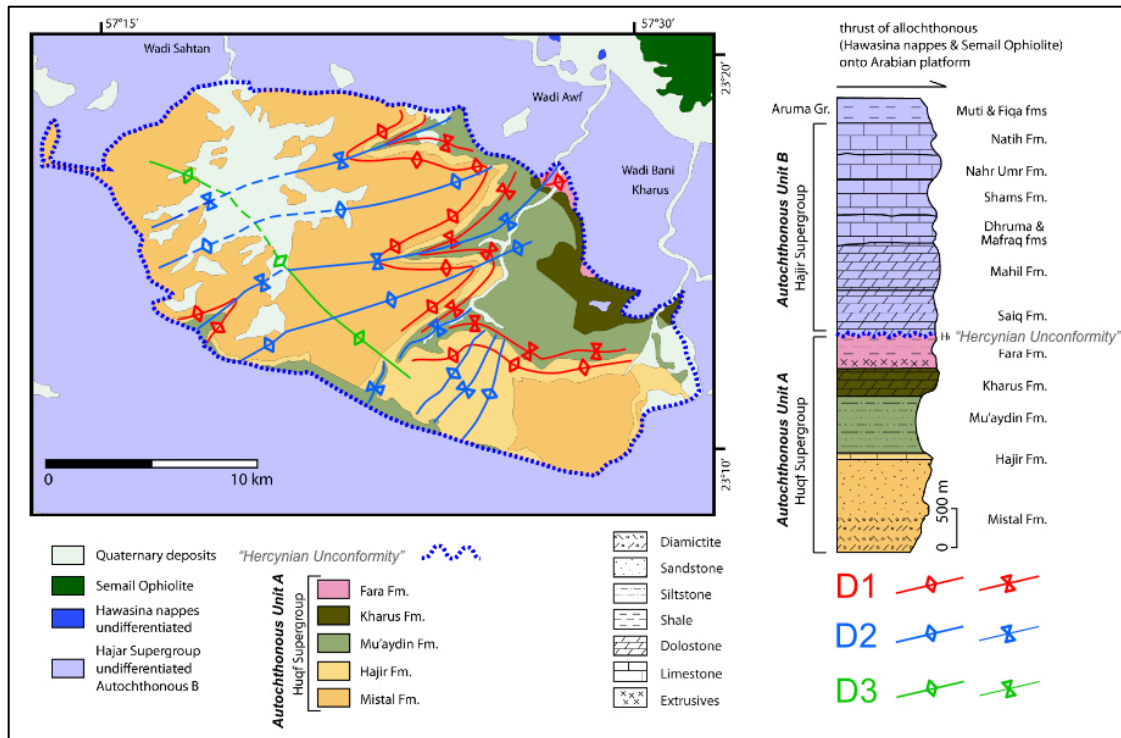 57°15′
57°30′
Wadi Sahtan
23°20′
Wadi Awf
Wadi Bani
Kharus
0
10 km
23°10′
thrust of allochthonous
(Hawasina nappes & Semail Ophiolite)
onto Arabian platform
Aruma Gr.
Muti & Fiqa fms
Autochthonous Unit B
Hajir Supergroup
Natih Fm.
Nahr Umr Fm.
Shams Fm.
Dhruma &
Mafraq fms
Mahil Fm.
Saiq Fm.
"Hercynian Unconformity"
Autochthonous Unit A
Huqf Supergroup
Fara Fm.
Kharus Fm.
Mu'aydin Fm.
Hajir Fm.
Mistal Fm.
500 m
0
Quaternary deposits
Semail Ophiolite
Hawasina nappes
undifferentiated
Hajar Supergroup
undifferentiated
Autochthonous B
"Hercynian Unconformity"
Autochthonous Unit A
Huqf Supergroup
Fara Fm.
Kharus Fm.
Mu'aydin Fm.
Hajir Fm.
Mistal Fm.
Diamictite
Sandstone
Siltstone
Shale
Dolostone
Limestone
Extrusives
D1
D2
D3